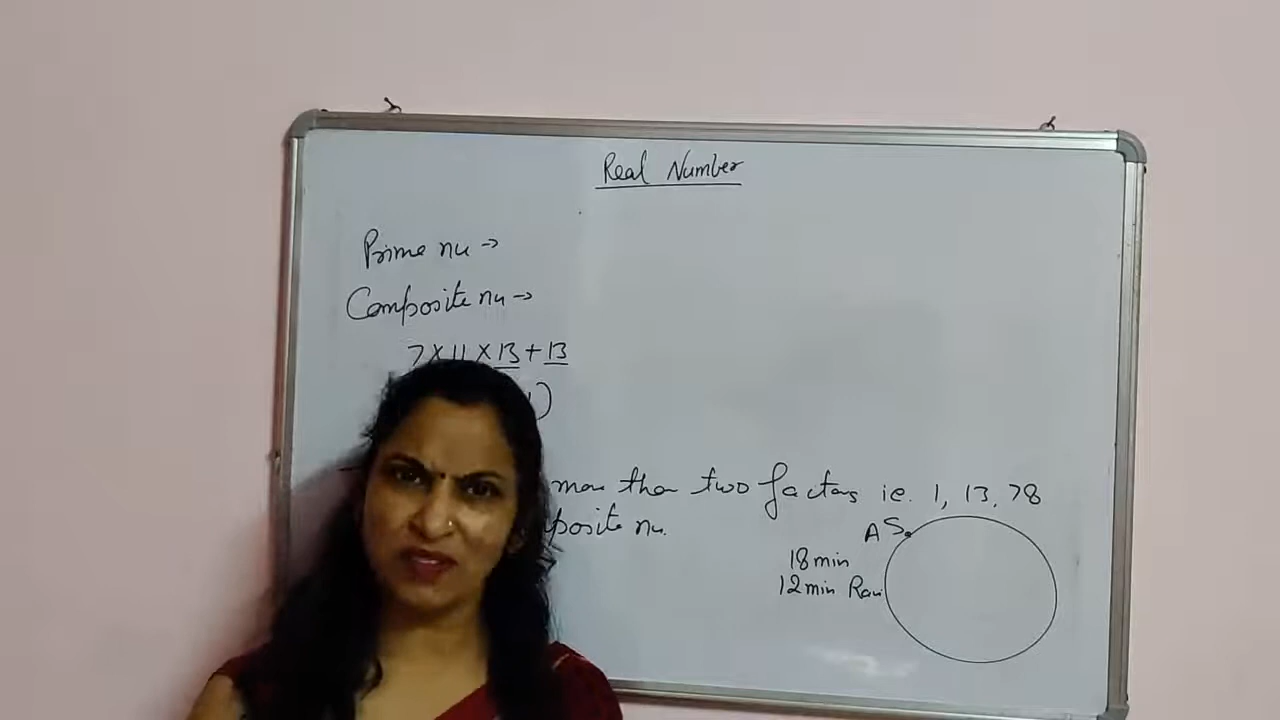 Real Number
Prime nu →
Composite nu →
7 × 11 × 13 + 13
1)
more than two factors ie. 1, 13, 78
posite nu.
A S
18 min
12 min Ravi